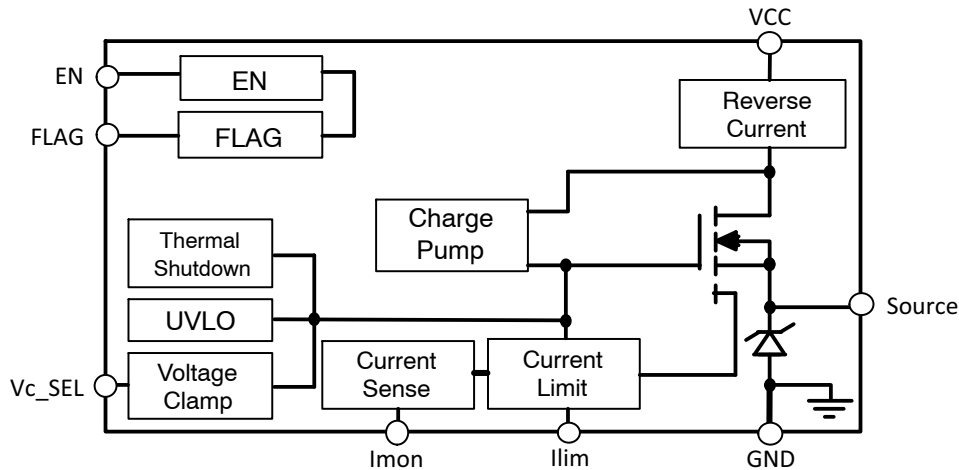 VCC
EN
EN
Reverse
Current
FLAG
FLAG
Charge
Pump
Thermal
Shutdown
UVLO
Source
Vc_SEL
Voltage
Clamp
Current
Sense
Current
Limit
Imon
Ilim
GND